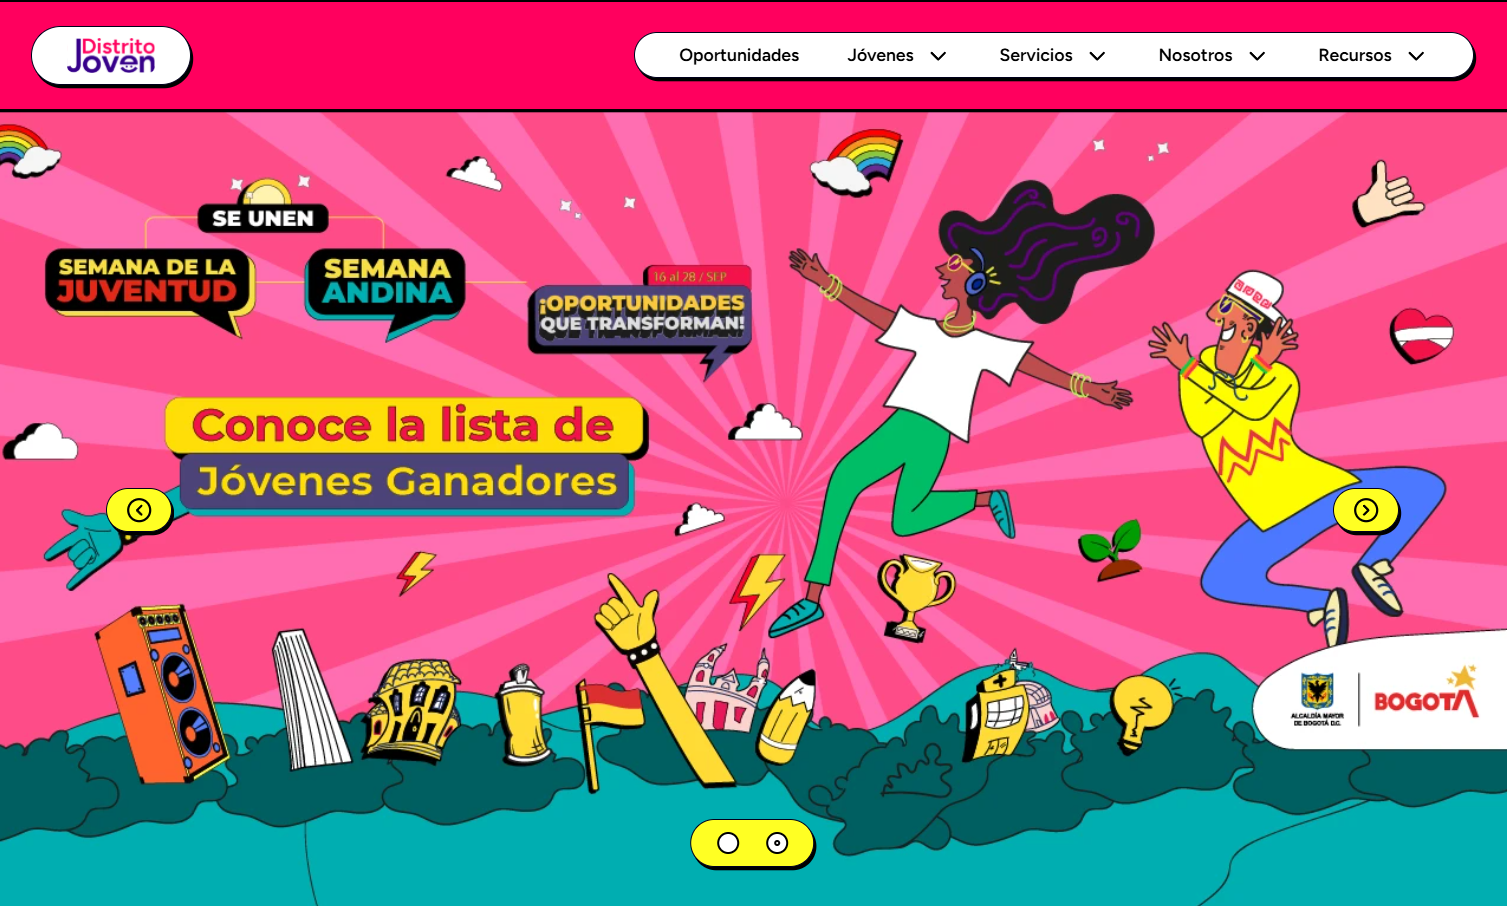 Distrito
Joven
Oportunidades
Jóvenes
Servicios
Nosotros
Recursos
SE UNEN
SEMANA DE LA
JUVENTUD
SEMANA
ANDINA
16 al 28 / SEP
¡OPORTUNIDADES
QUE TRANSFORMAN!
Conoce la lista de
Jóvenes Ganadores
ALCALDÍA MAYOR
DE BOGOTÁ D.C.
BOGOTÁ